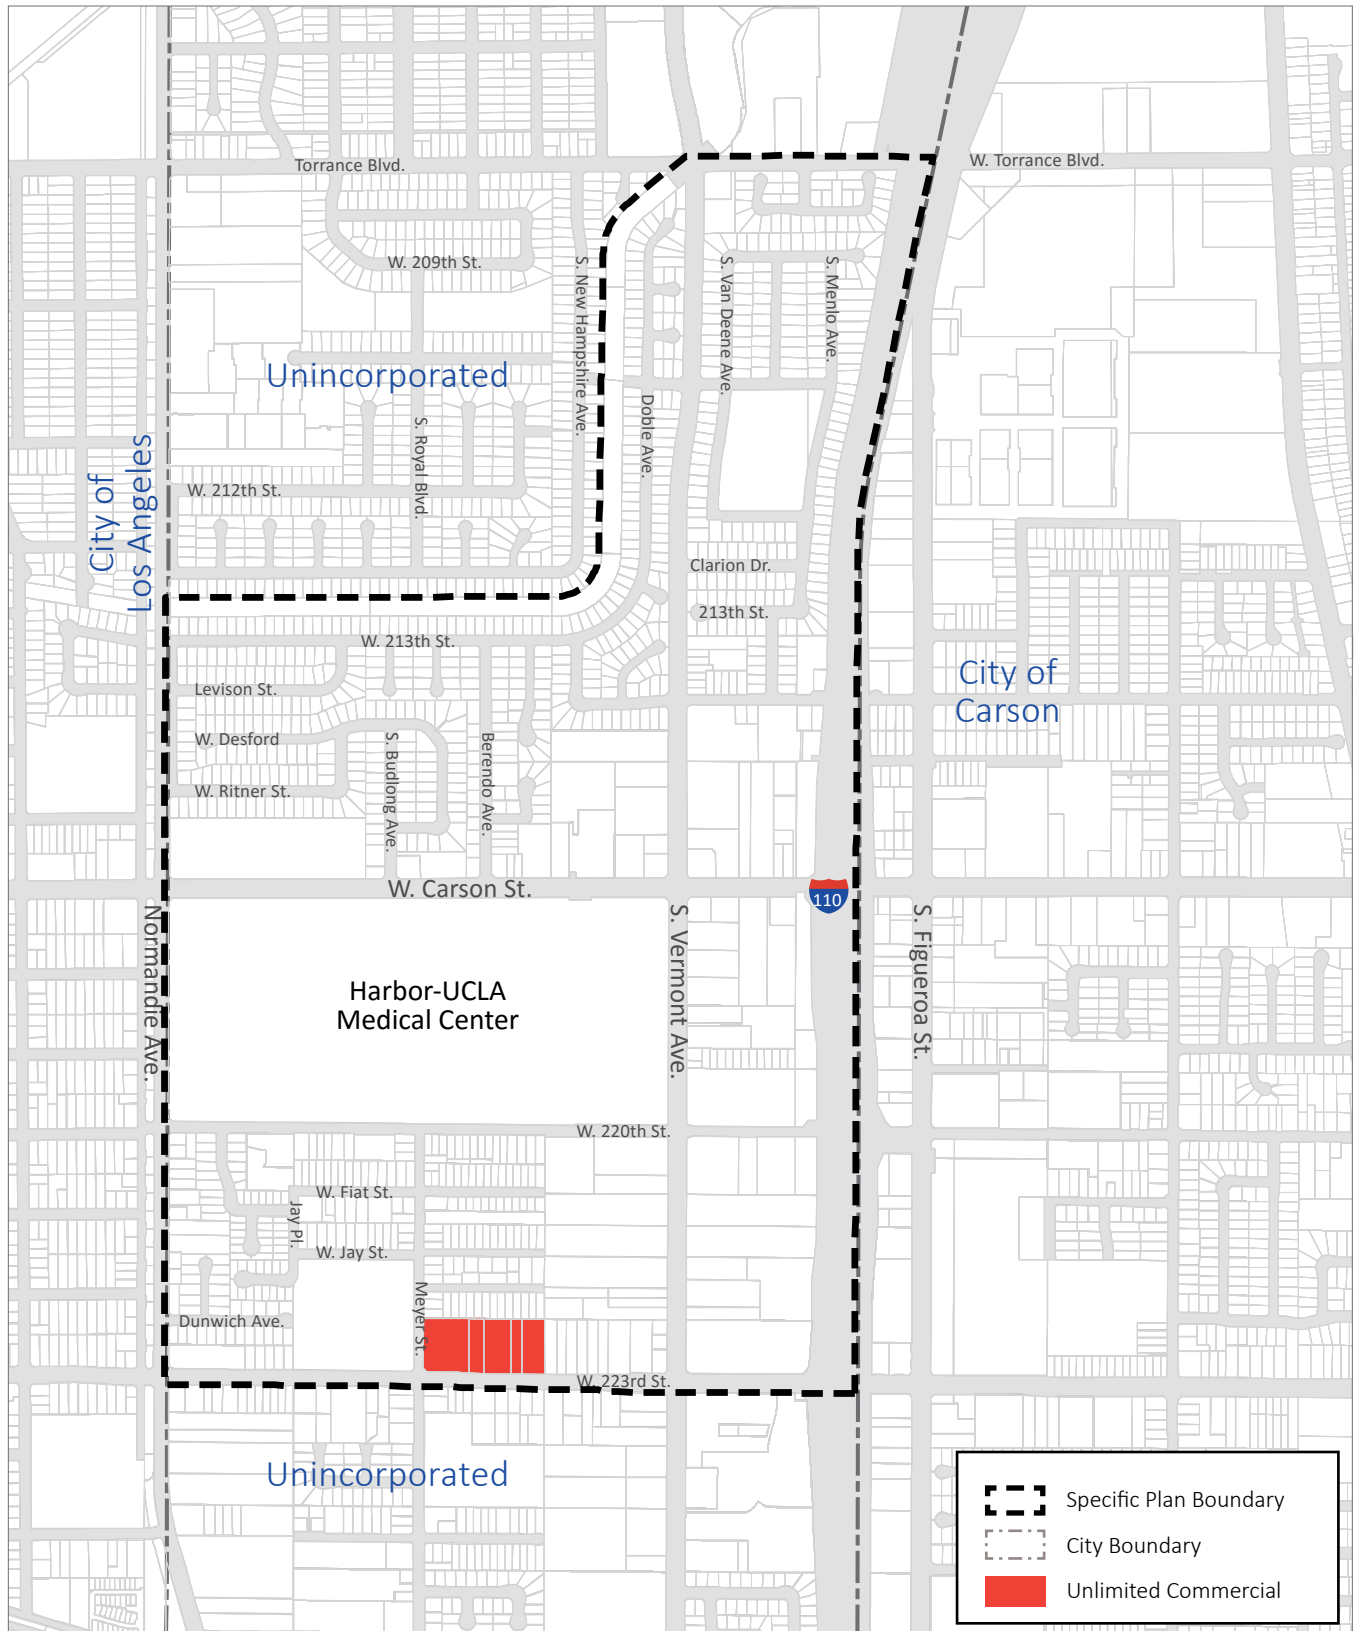 Torrance Blvd.
W. Torrance Blvd.
W. 209th St.
S. New Hampshire Ave.
S. Van Deene Ave.
S. Menlo Ave.
Unincorporated
Doble Ave.
S. Royal Blvd.
City of
Los Angeles
W. 212th St.
Clarion Dr.
213th St.
W. 213th St.
City of
Carson
Levison St.
W. Desford
S. Budlong Ave.
Berendo Ave.
W. Ritner St.
W. Carson St.
110
Normandie Ave.
S. Vermont Ave.
S. Figueroa St.
Harbor-UCLA
Medical Center
W. 220th St.
W. Fiat St.
Jay Pl.
W. Jay St.
Meyer St.
Dunwich Ave.
W. 223rd St.
Unincorporated
Specific Plan Boundary
City Boundary
Unlimited Commercial